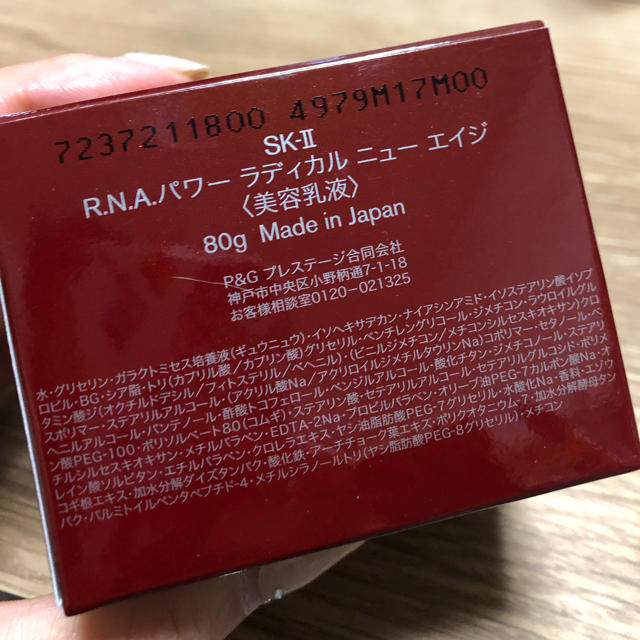 7237211800 4979M17M00
SK-II
R.N.A.パワー ラディカル ニュー エイジ
〈美容乳液〉
80g Made in Japan
P&G プレステージ合同会社
神戸市中央区小野柄通7-1-18
お客様相談室0120-021325
水・グリセリン・ガラクトミセス培養液(ギュウニュウ)・イソヘキサデカン・ナイアシンアミド・イソステアリン酸イソプ
ロピル・BG・シア脂・トリ(カプリル酸/カプリン酸)グリセリル・ペンチレングリコール・ジメチコン・ラウロイルグル
タミン酸ジ(オクチルドデシル/フィトステリル/ベヘニル)・(ビニルジメチコン/メチコンシルセスキオキサン)クロ
スポリマー・ステアリルアルコール・(アクリル酸Na/アクリロイルジメチルタウリンNa)コポリマー・セタノール・ベ
ヘニルアルコール・パンテノール・酢酸トコフェロール・ベンジルアルコール・酸化チタン・ジメチコノール・ステアリ
ン酸PEG-100・ポリソルベート80(コムギ)・ステアリン酸・セテアリルアルコール・セテアリルグルコシド・ポリメ
チルシルセスキオキサン・メチルパラベン・EDTA-2Na・プロピルパラベン・オリーブ油PEG-7カルボン酸Na・オ
レイン酸ソルビタン・エチルパラベン・クロレラエキス・ヤシ油脂肪酸PEG-7グリセリル・水酸化Na・香料・エゾウ
コギ根エキス・加水分解ダイズタンパク・酸化鉄・アーチチョーク葉エキス・ポリクオタニウム-7・加水分解酵母タン
パク・パルミトイルペンタペプチド-4・メチルシラノールトリ(ヤシ脂肪酸PEG-8グリセリル)・メチコン